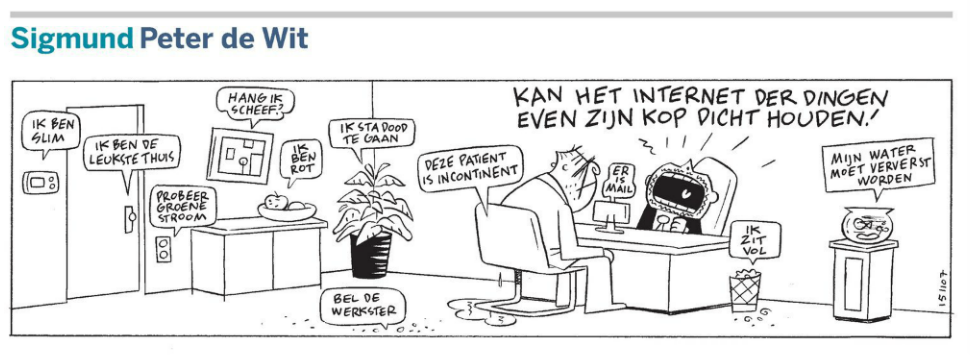 Sigmund Peter de Wit
IK BEN
SLIM
IK BEN DE
LEUKSTE THUIS
PROBEER
GROENE
STROOM
HANG IK
SCHEEF?
IK
BEN
ROT
IK STA DOOD
TE GAAN
BEL DE
WERKSTER
DEZE PATIENT
IS INCONTINENT
ER
IS
MAIL
KAN HET INTERNET DER DINGEN
EVEN ZIJN KOP DICHT HOUDEN!
IK
ZIT
VOL
MIJN WATER
MOET VERVERST
WORDEN
151107